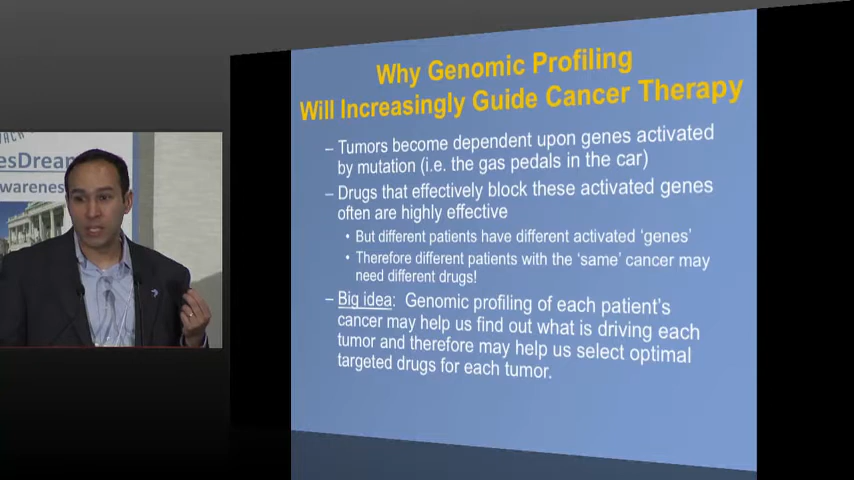 esDream
wareness
Why Genomic Profiling
Will Increasingly Guide Cancer Therapy
– Tumors become dependent upon genes activated
by mutation (i.e. the gas pedals in the car)
– Drugs that effectively block these activated genes
often are highly effective
• But different patients have different activated ‘genes’
• Therefore different patients with the ‘same’ cancer may
need different drugs!
– Big idea: Genomic profiling of each patient’s
cancer may help us find out what is driving each
tumor and therefore may help us select optimal
targeted drugs for each tumor.